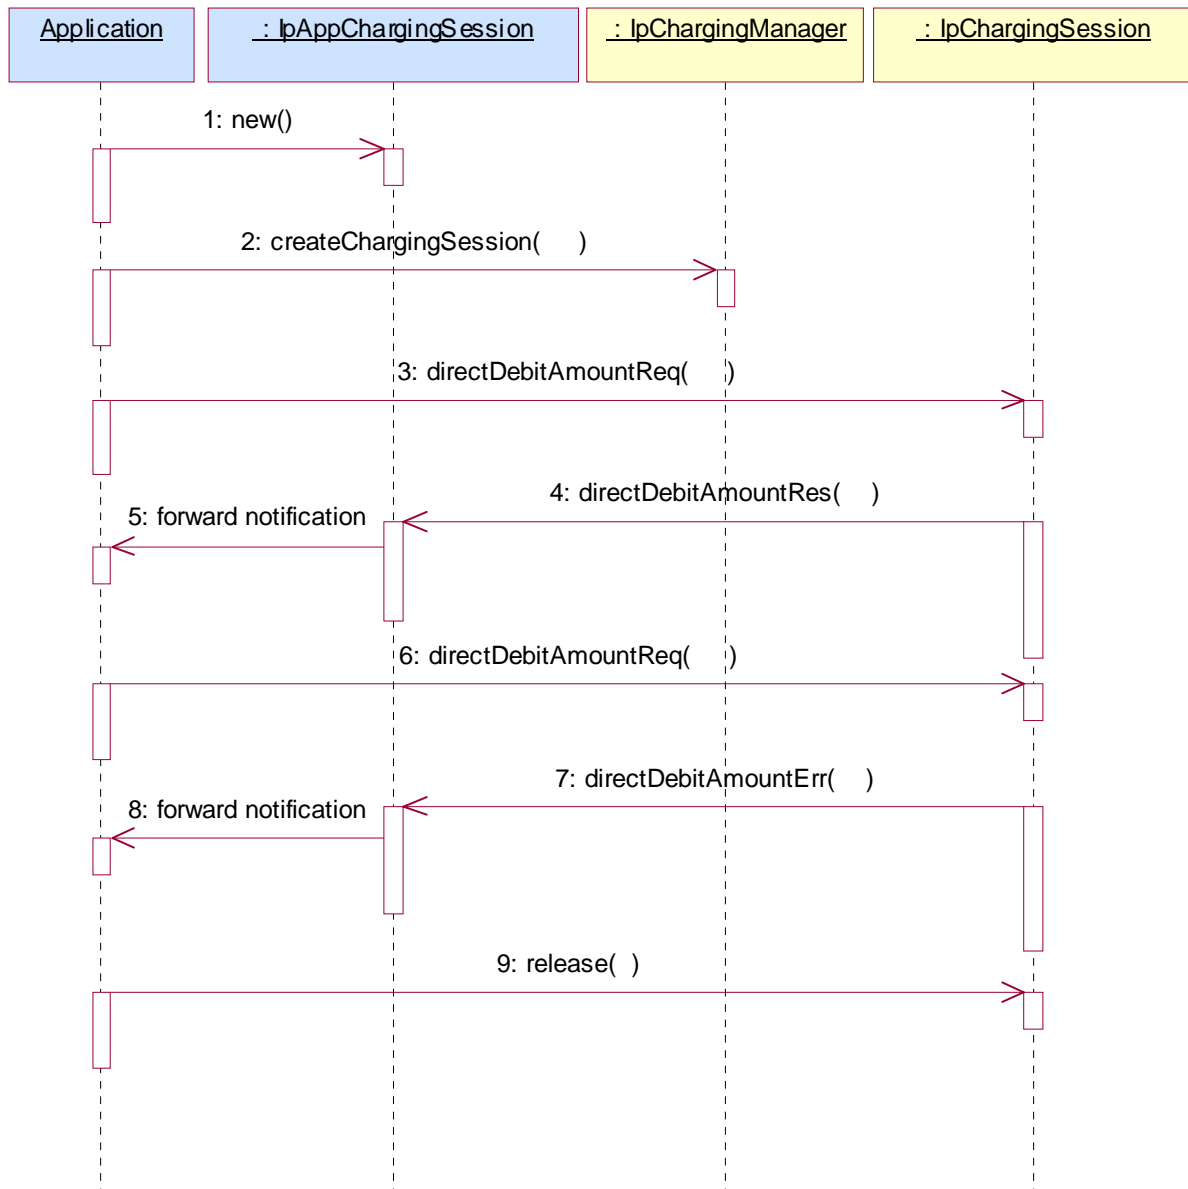 Application
: IpAppChargingSession
: IpChargingManager
: IpChargingSession
1: new()
2: createChargingSession( )
3: directDebitAmountReq( )
4: directDebitAmountRes( )
5: forward notification
6: directDebitAmountReq( )
7: directDebitAmountErr( )
8: forward notification
9: release( )